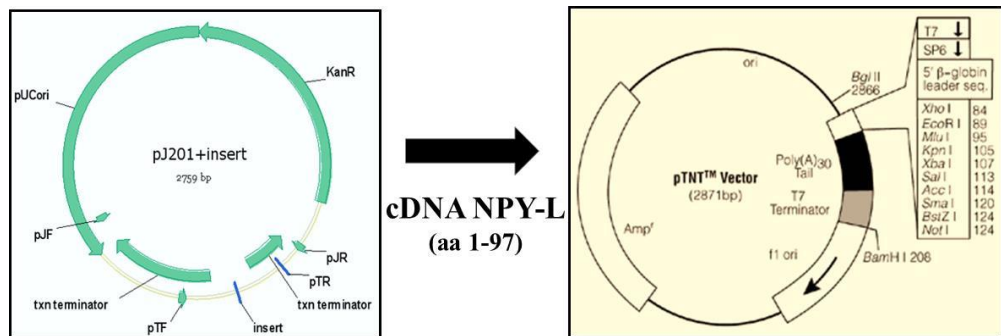 KanR
pUCori
pJ201+insert
2759 bp
pJF
pJR
pTR
txn terminator
txn terminator
pTF
insert
cDNA NPY-L
(aa 1-97)
T7 ↓
SP6 ↓
5' β-globin
leader seq.
ori
Bgl II
2866
Xho I 84
EcoR I 89
Mlu I 95
Kpn I 105
Xba I 107
Sal I 113
Acc I 114
Sma I 120
BstZ I 124
Not I 124
Poly(A)30
Tail
pTNT™ Vector
(2871bp)
T7
Terminator
Ampr
f1 ori
BamH I 208